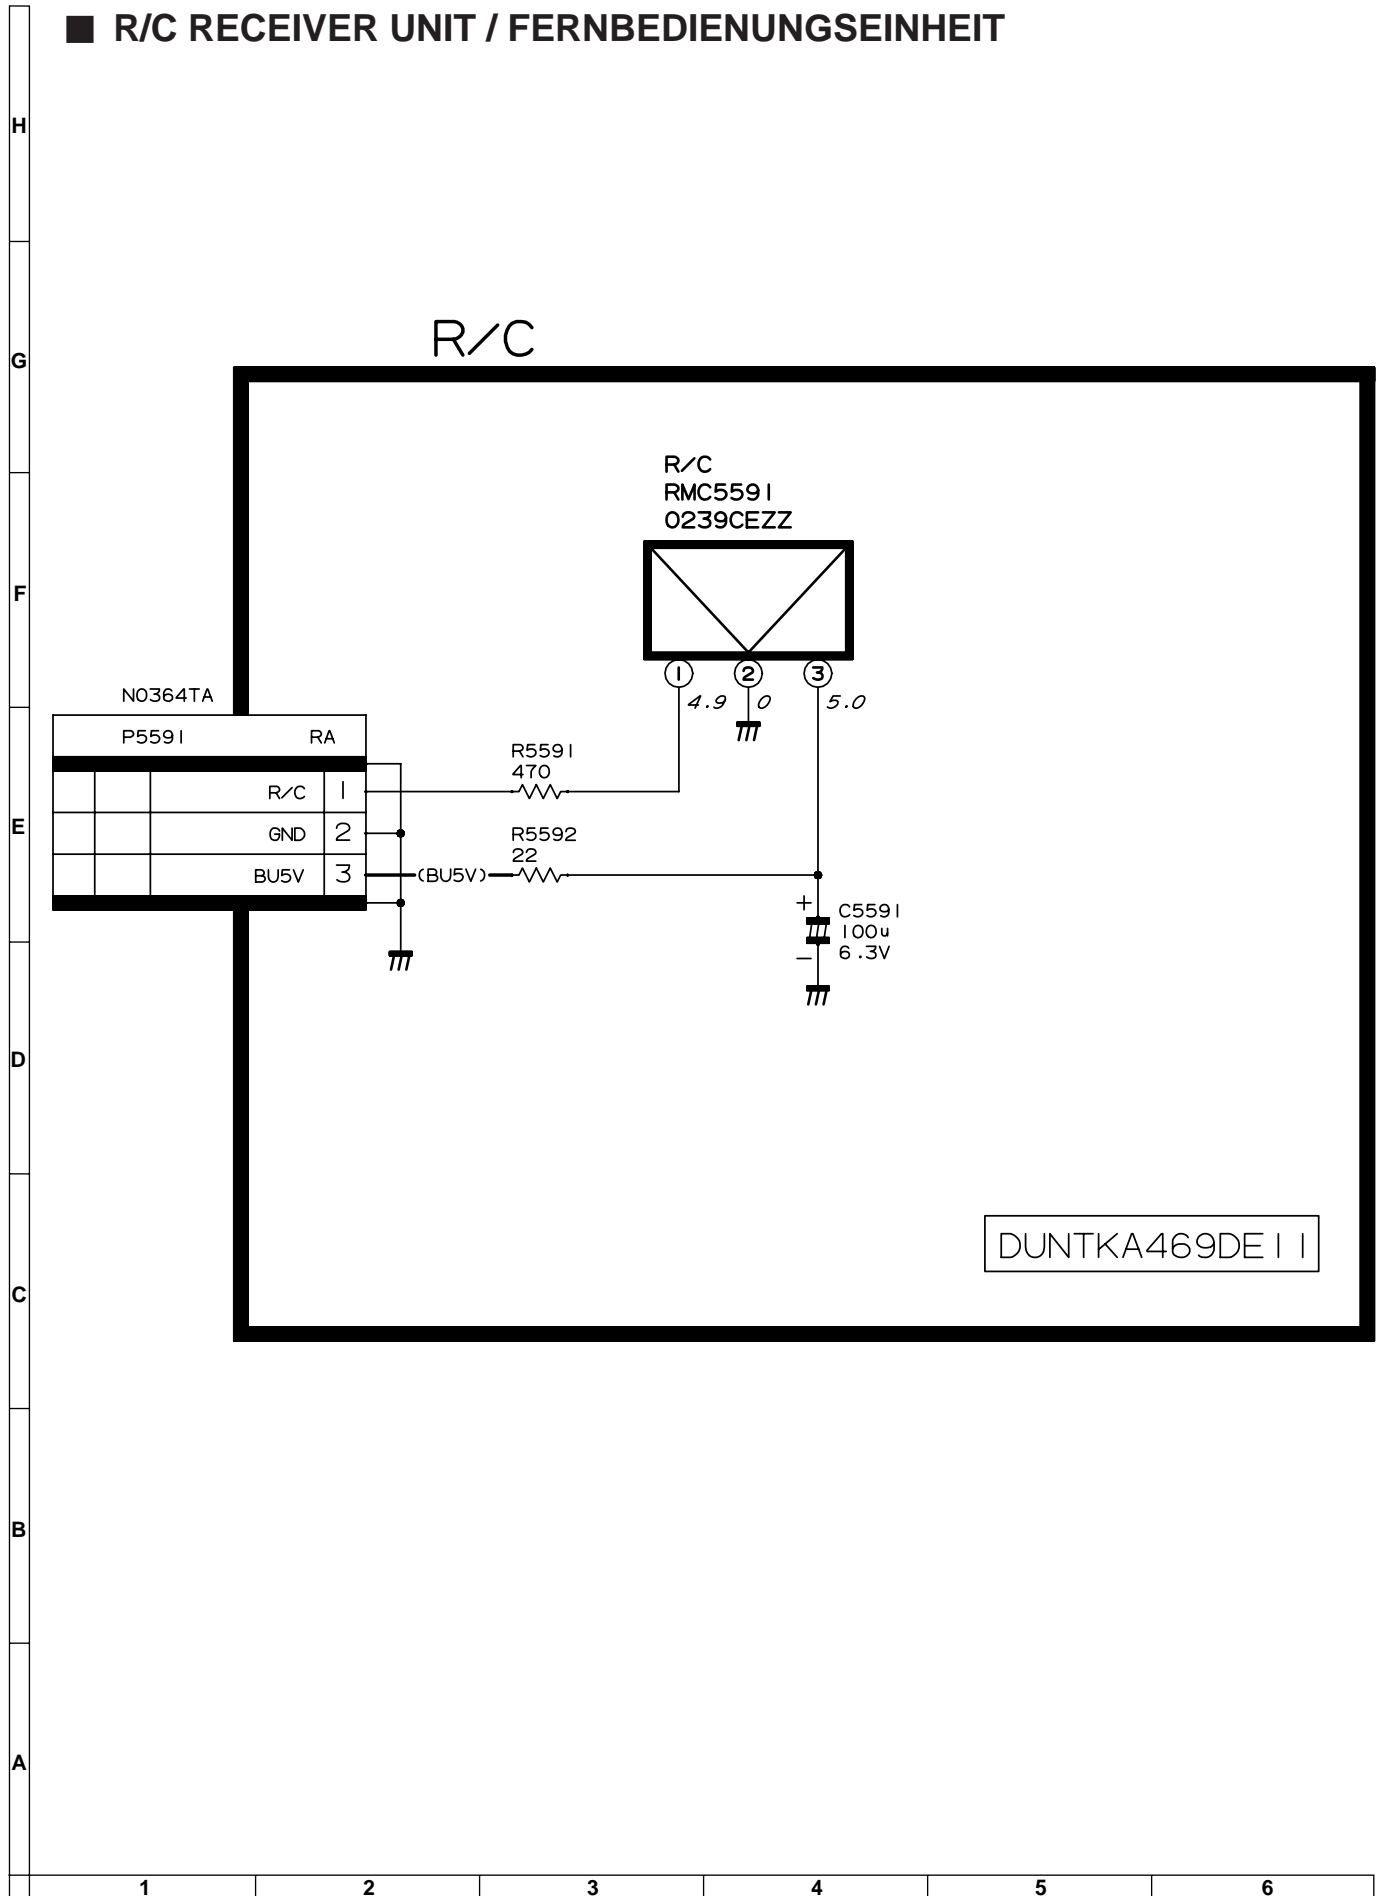 ■ R/C RECEIVER UNIT / FERNBEDIENUNGSEINHEIT
H
G
R/C
R/C
RMC5591
0239CEZZ
F
1 2 3
4.9 0 5.0
N0364TA
P5591 RA
R5591
470
R/C 1
E
GND 2
R5592
22
BU5V 3 (BU5V)
+
C5591
100u
6.3V
−
D
DUNTKA469DE11
C
B
A
1 2 3 4 5 6